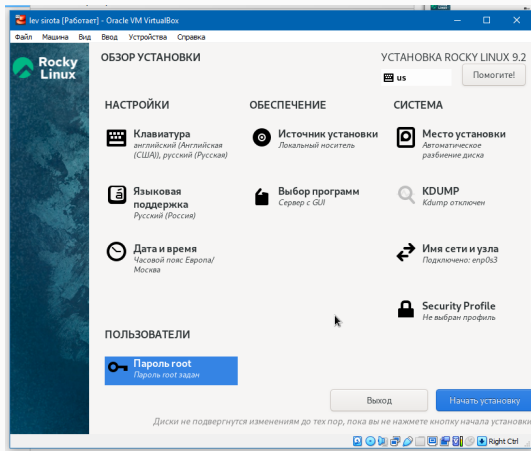 lev sirota [Работает] - Oracle VM VirtualBox
Файл Машина Вид Ввод Устройства Справка
Rocky Linux
ОБЗОР УСТАНОВКИ
УСТАНОВКА ROCKY LINUX 9.2
us
Помогите!
НАСТРОЙКИ
Клавиатура
английский (Английская
(США)), русский (Русская)
Языковая
поддержка
Русский (Россия)
Дата и время
Часовой пояс Европа/
Москва
ОБЕСПЕЧЕНИЕ
Источник установки
Локальный носитель
Выбор программ
Сервер с GUI
СИСТЕМА
Место установки
Автоматическое
разбиение диска
KDUMP
Kdump отключен
Имя сети и узла
Подключено: enp0s3
Security Profile
Не выбран профиль
ПОЛЬЗОВАТЕЛИ
Пароль root
Пароль root задан
Выход
Начать установку
Диски не подвергнутся изменениям до тех пор, пока вы не нажмете кнопку начала установки
Right Ctrl